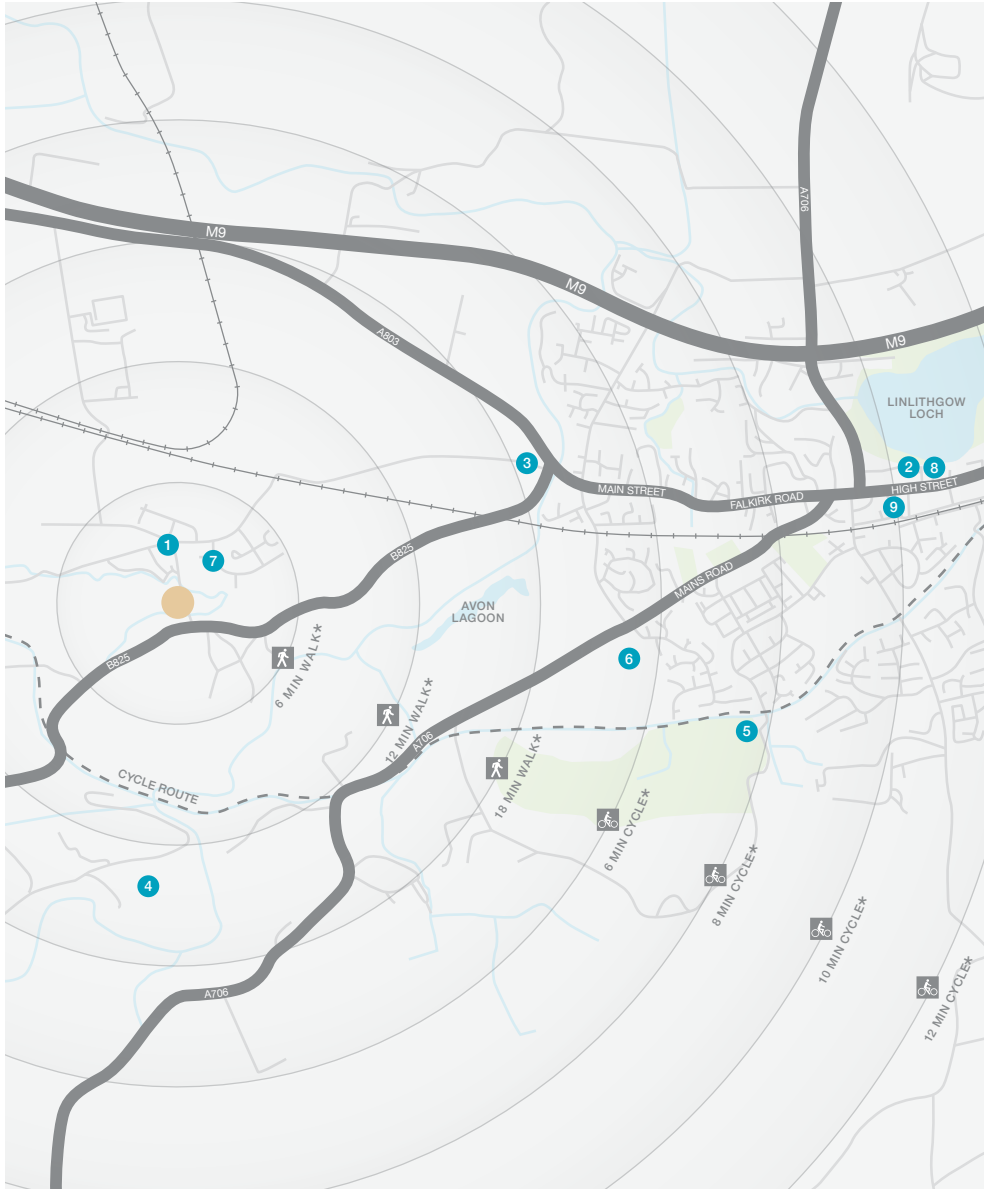 A706
M9
M9
A803
M9
LINLITHGOW
LOCH
3
2
8
MAIN STREET
FALKIRK ROAD
HIGH STREET
9
1
7
B825
MAINS ROAD
AVON
LAGOON
B825
6 MIN WALK*
6
12 MIN WALK*
A706
5
CYCLE ROUTE
18 MIN WALK*
6 MIN CYCLE*
4
8 MIN CYCLE*
10 MIN CYCLE*
A706
12 MIN CYCLE*